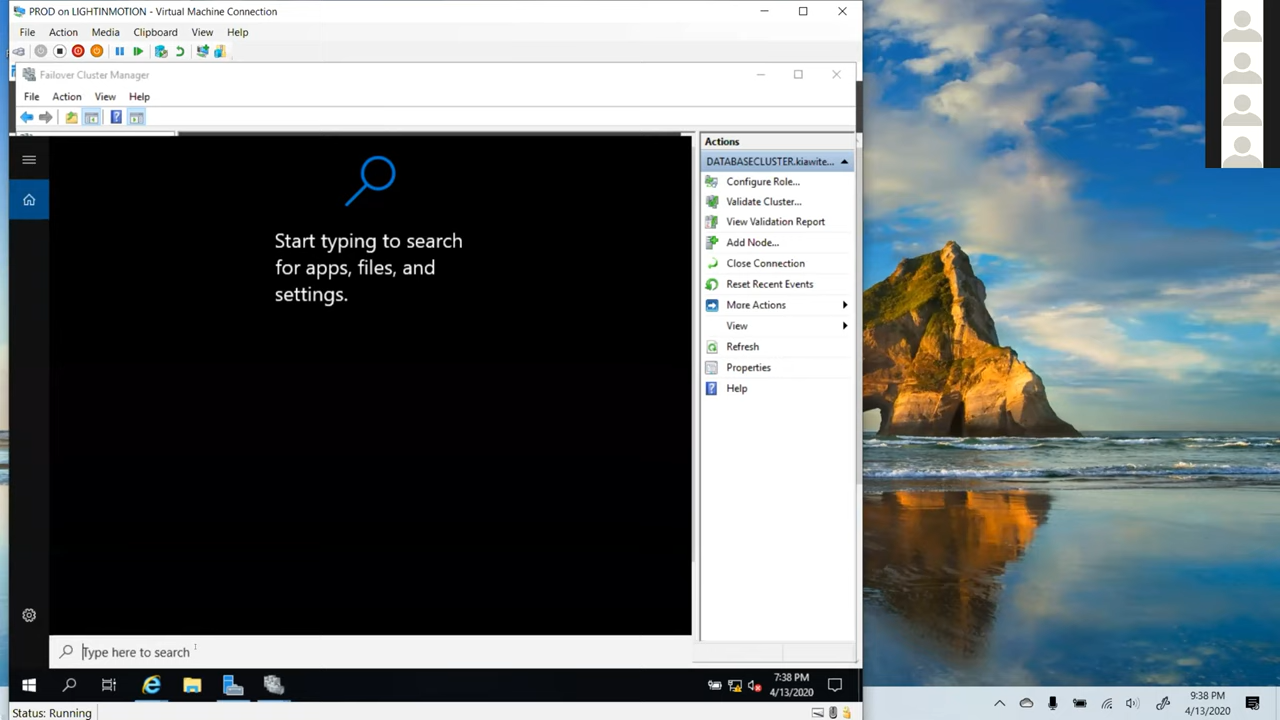 PROD on LIGHTINMOTION - Virtual Machine Connection
File Action Media Clipboard View Help
Failover Cluster Manager
File Action View Help
Start typing to search
for apps, files, and
settings.
Type here to search
Actions
DATABASECLUSTER.kiawite...
Configure Role...
Validate Cluster...
View Validation Report
Add Node...
Close Connection
Reset Recent Events
More Actions
View
Refresh
Properties
Help
7:38 PM
4/13/2020
Status: Running
9:38 PM
4/13/2020